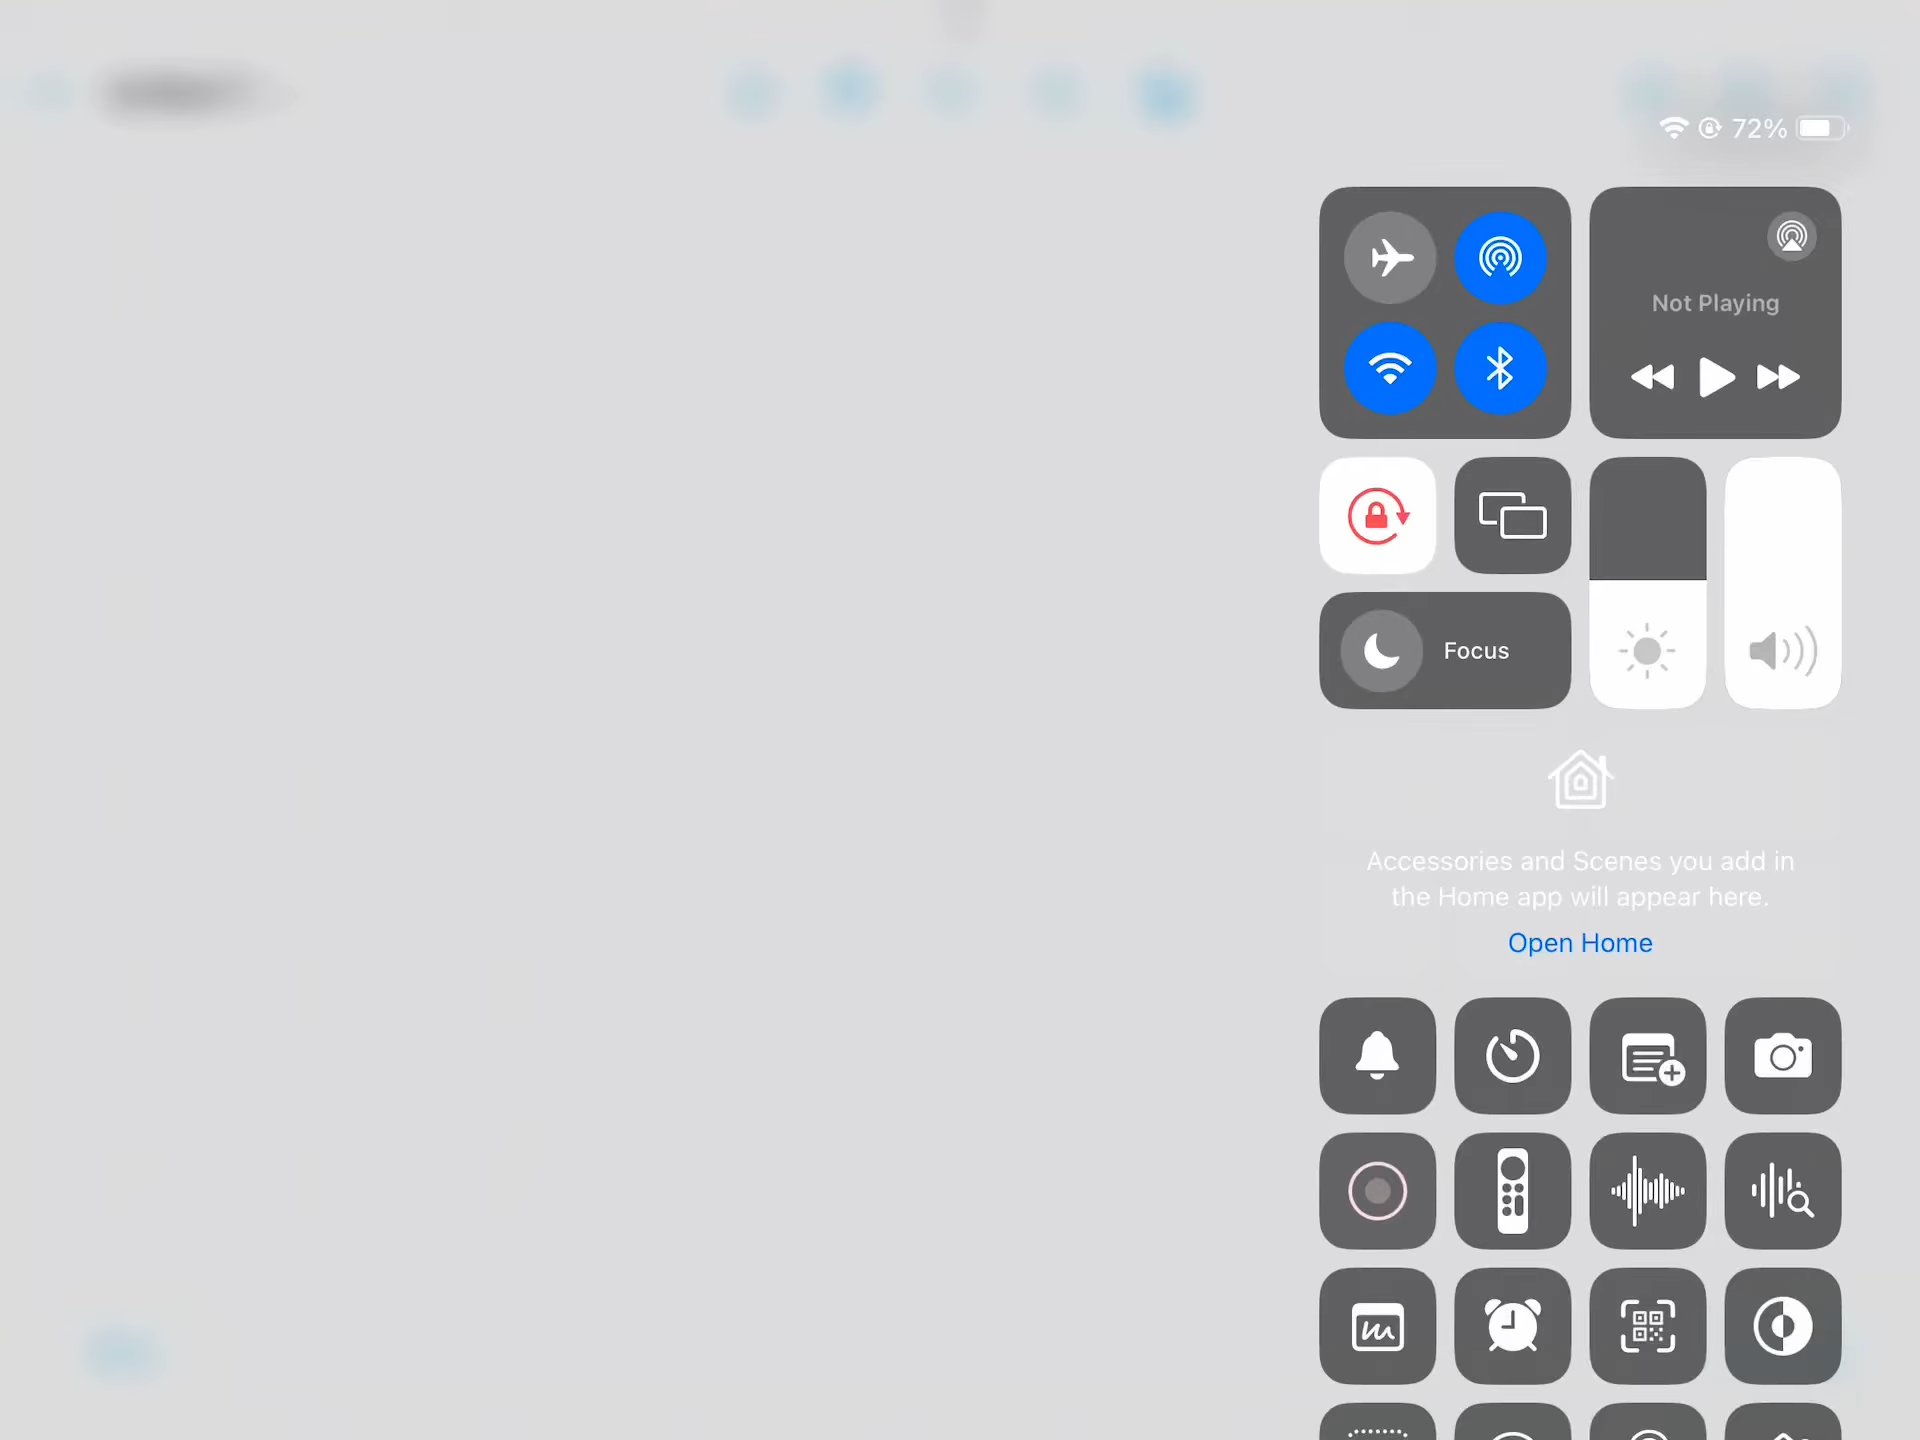 72%
Not Playing
Focus
Accessories and Scenes you add in
the Home app will appear here.
Open Home